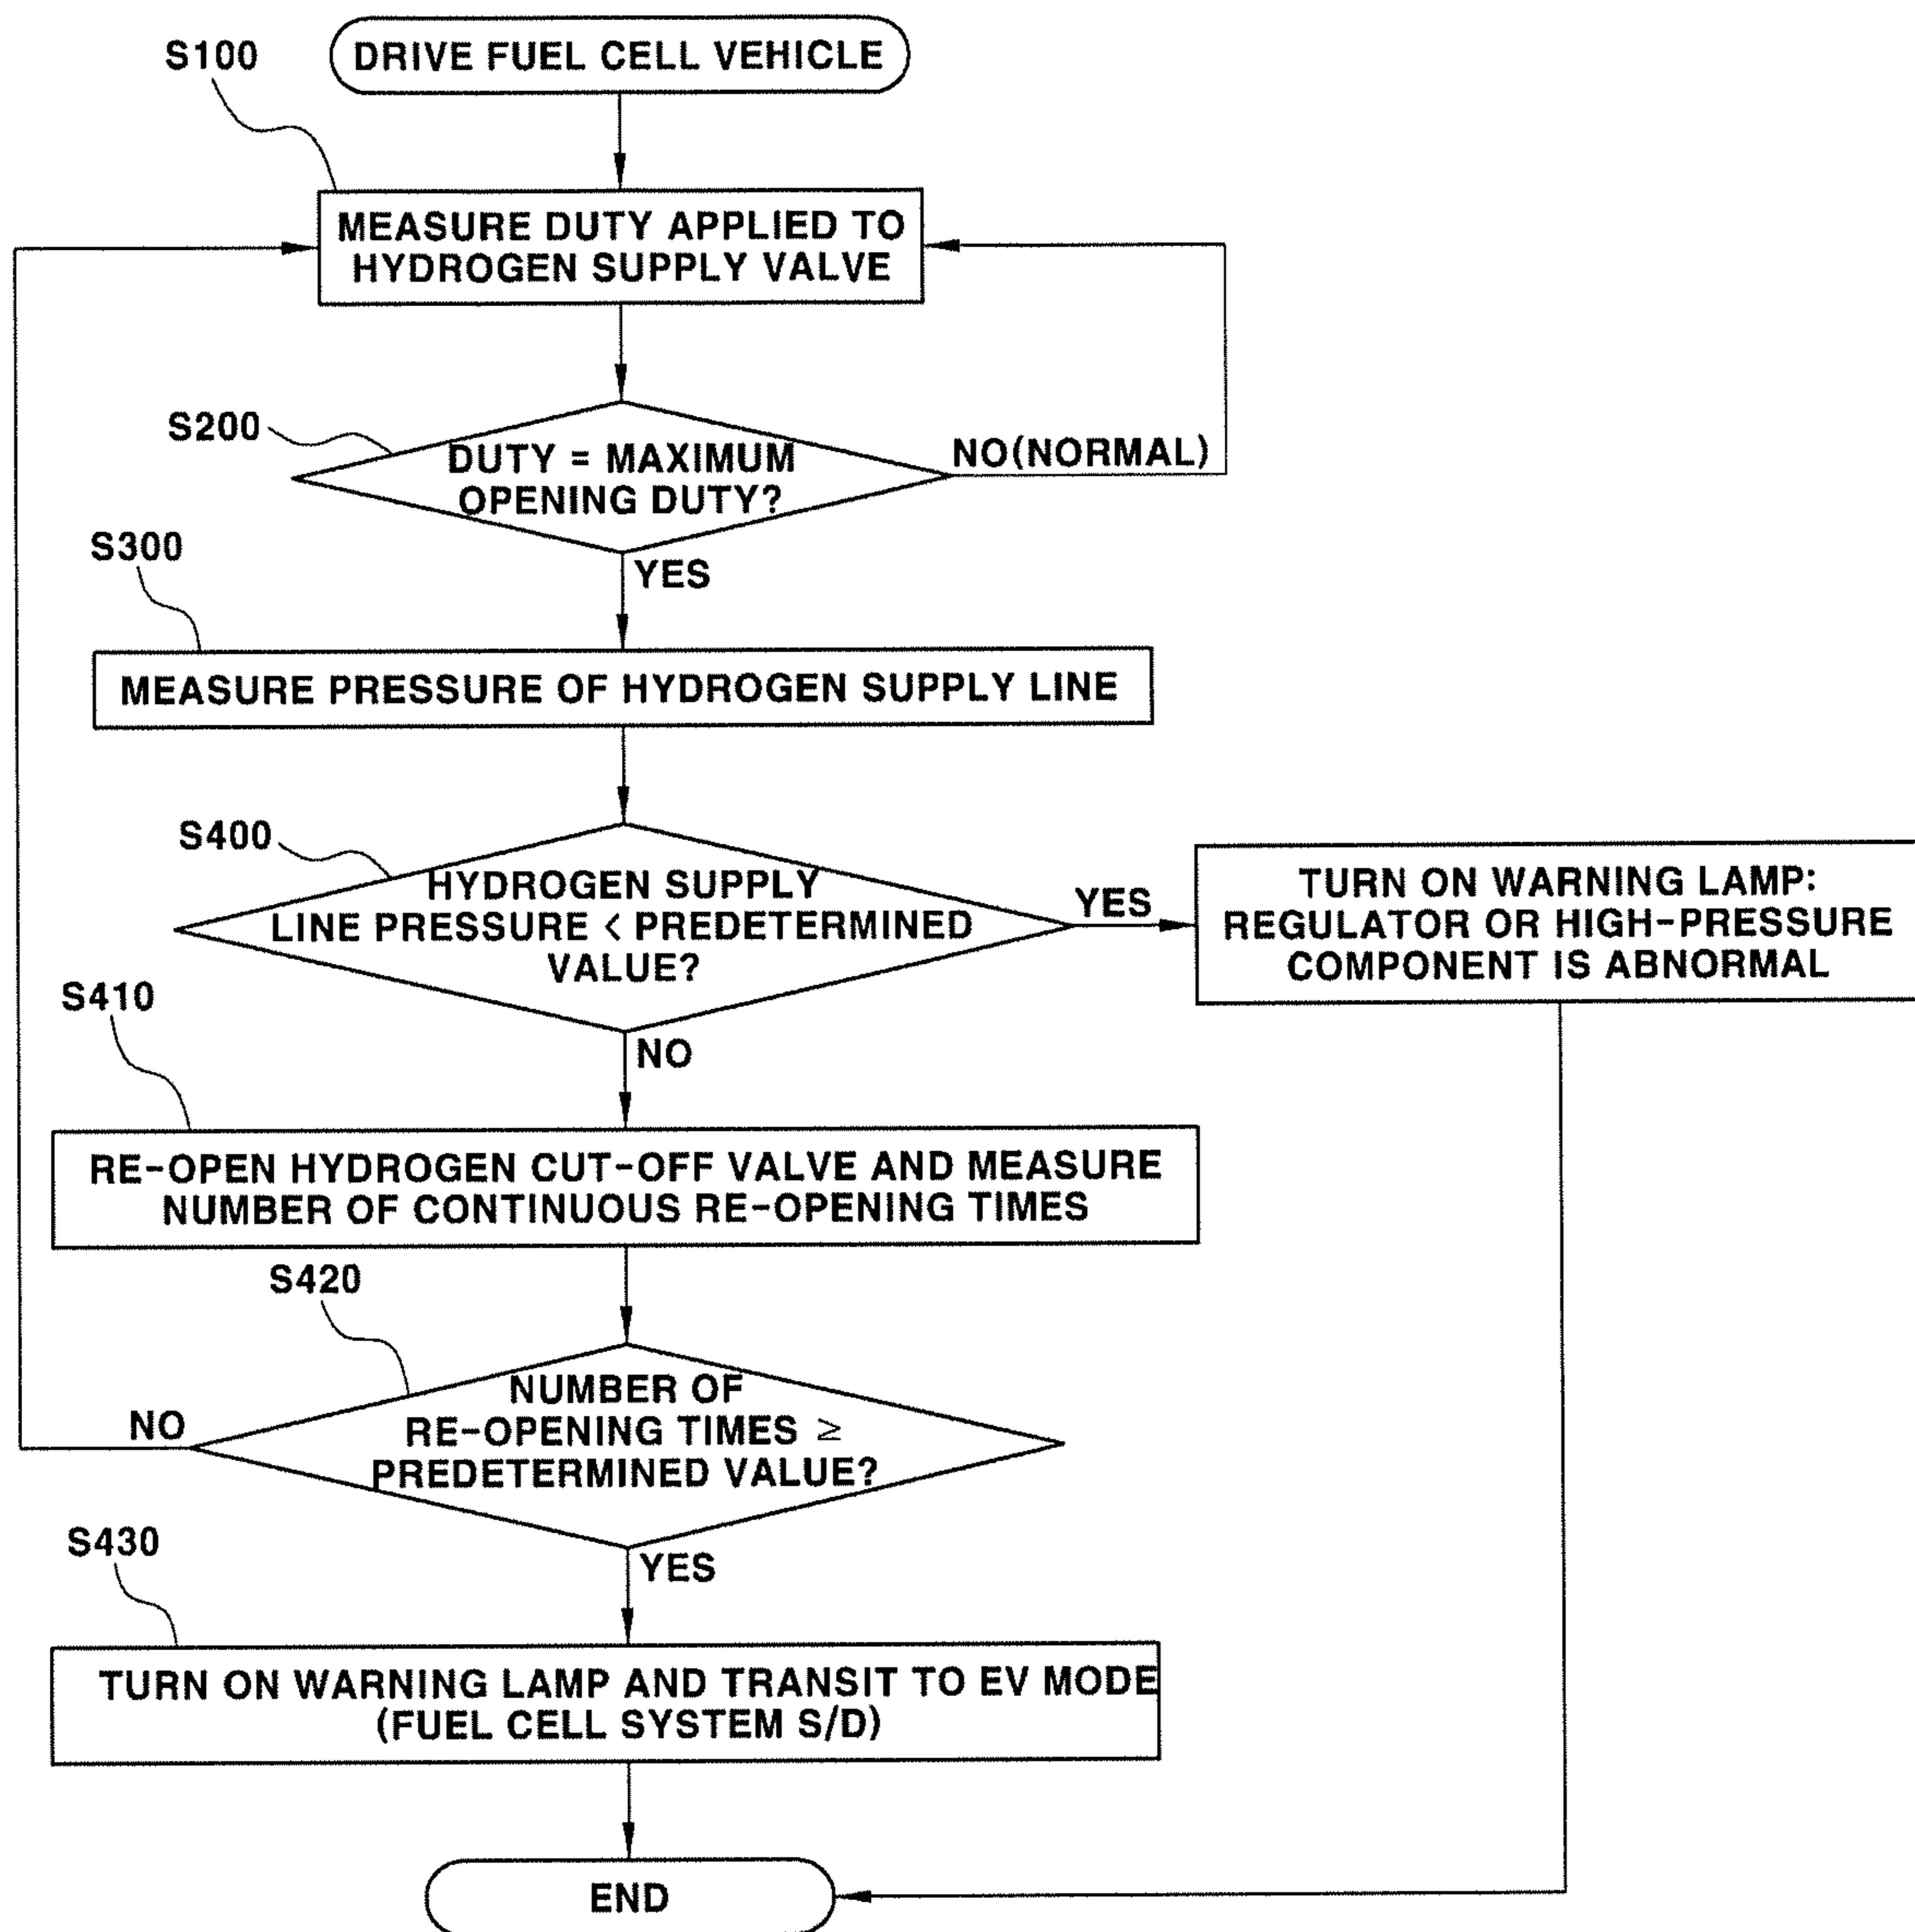 S100
DRIVE FUEL CELL VEHICLE
MEASURE DUTY APPLIED TO
HYDROGEN SUPPLY VALVE
S200
DUTY = MAXIMUM
OPENING DUTY?
NO(NORMAL)
YES
S300
MEASURE PRESSURE OF HYDROGEN SUPPLY LINE
S400
HYDROGEN SUPPLY
LINE PRESSURE < PREDETERMINED
VALUE?
YES
TURN ON WARNING LAMP:
REGULATOR OR HIGH-PRESSURE
COMPONENT IS ABNORMAL
NO
S410
RE-OPEN HYDROGEN CUT-OFF VALVE AND MEASURE
NUMBER OF CONTINUOUS RE-OPENING TIMES
S420
NUMBER OF
RE-OPENING TIMES ≥
PREDETERMINED VALUE?
NO
YES
S430
TURN ON WARNING LAMP AND TRANSIT TO EV MODE
(FUEL CELL SYSTEM S/D)
END